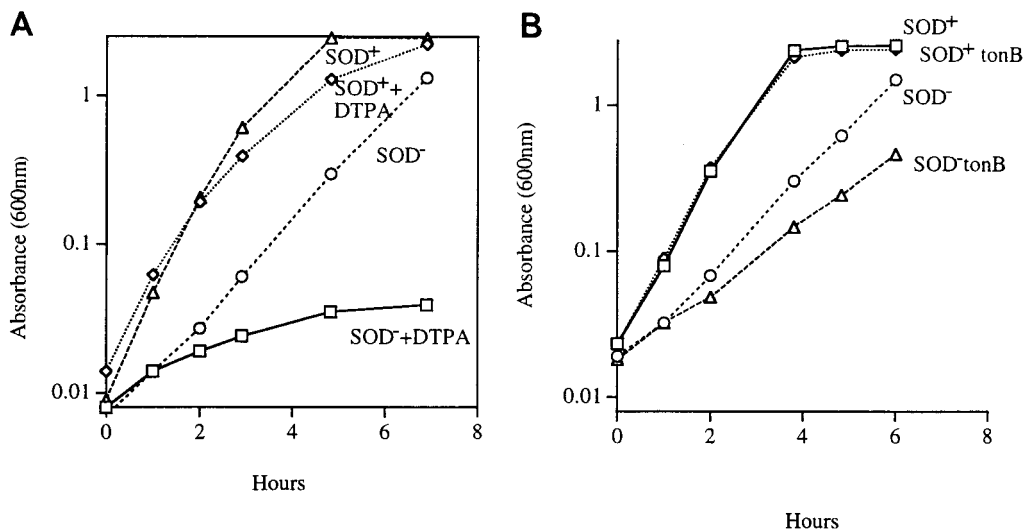 A
Absorbance (600nm)
1
0.1
0.01
0
2
4
6
8
Hours
SOD+
SOD+ +
DTPA
SOD-
SOD-+DTPA
B
Absorbance (600nm)
1
0.1
0.01
0
2
4
6
8
Hours
SOD+
SOD+ tonB
SOD-
SOD-tonB